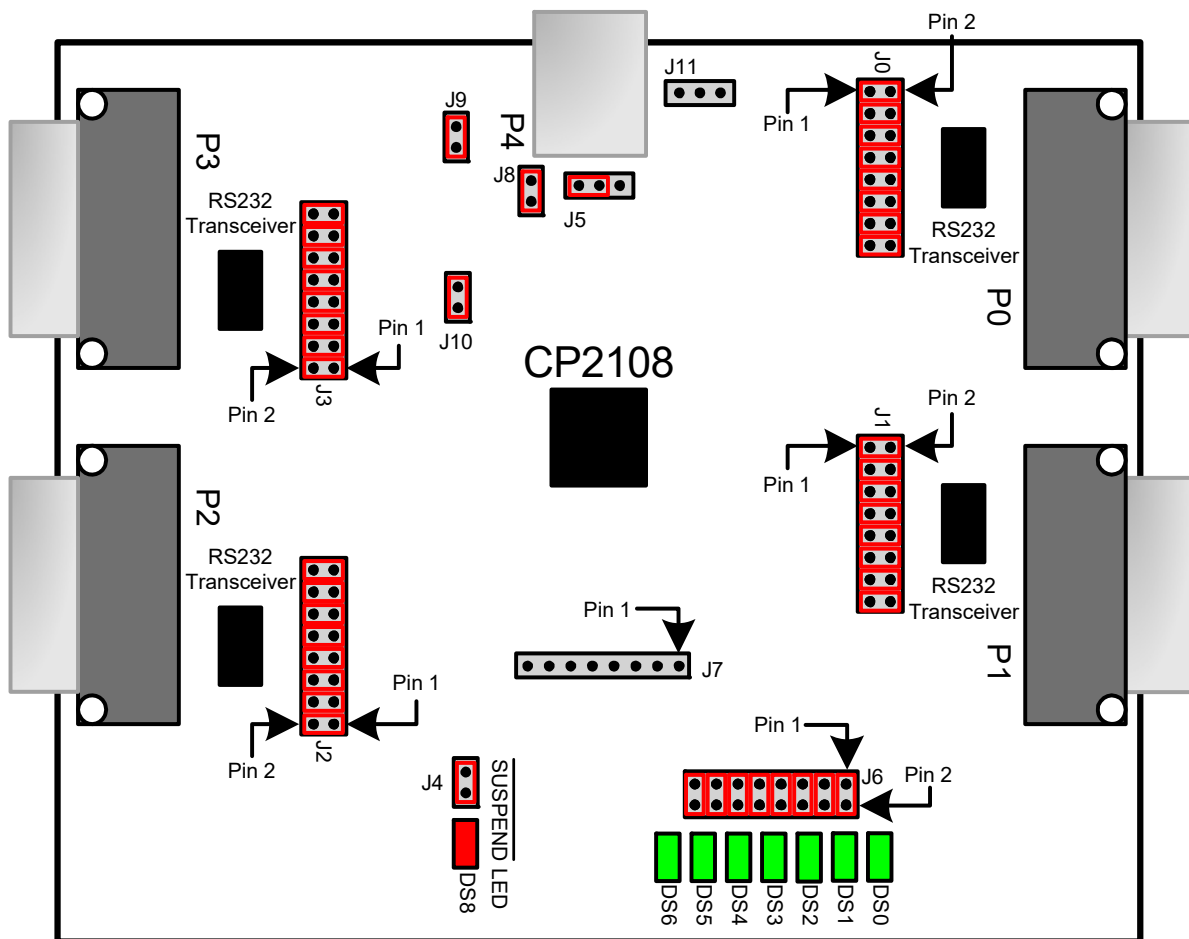 Pin 2
J11
J0
J9
P4
Pin 1
P3
J8
RS232
Transceiver
J5
RS232
Transceiver
P0
J10
Pin 1
CP2108
J3
Pin 2
J1
Pin 2
Pin 1
P2
RS232
Transceiver
RS232
Transceiver
Pin 1
P1
J7
Pin 1
Pin 1
J2
Pin 2
J6
Pin 2
J4
SUSPEND LED
DS8
DS6
DS5
DS4
DS3
DS2
DS1
DS0